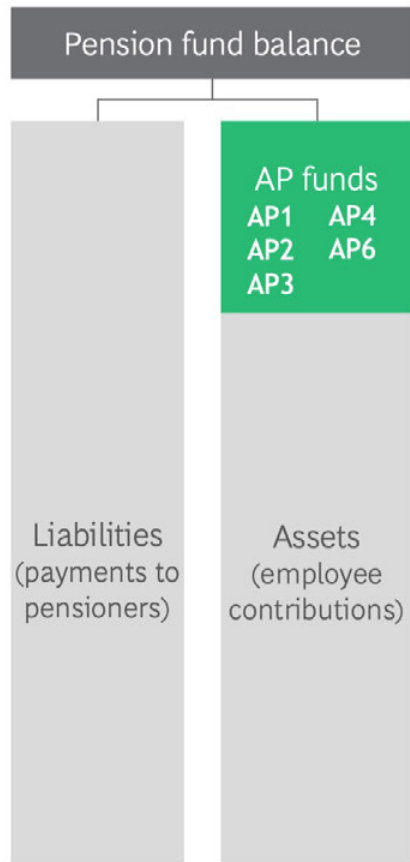 Pension fund balance
AP funds
AP1 AP4
AP2 AP6
AP3
Liabilities
(payments to
pensioners)
Assets
(employee
contributions)